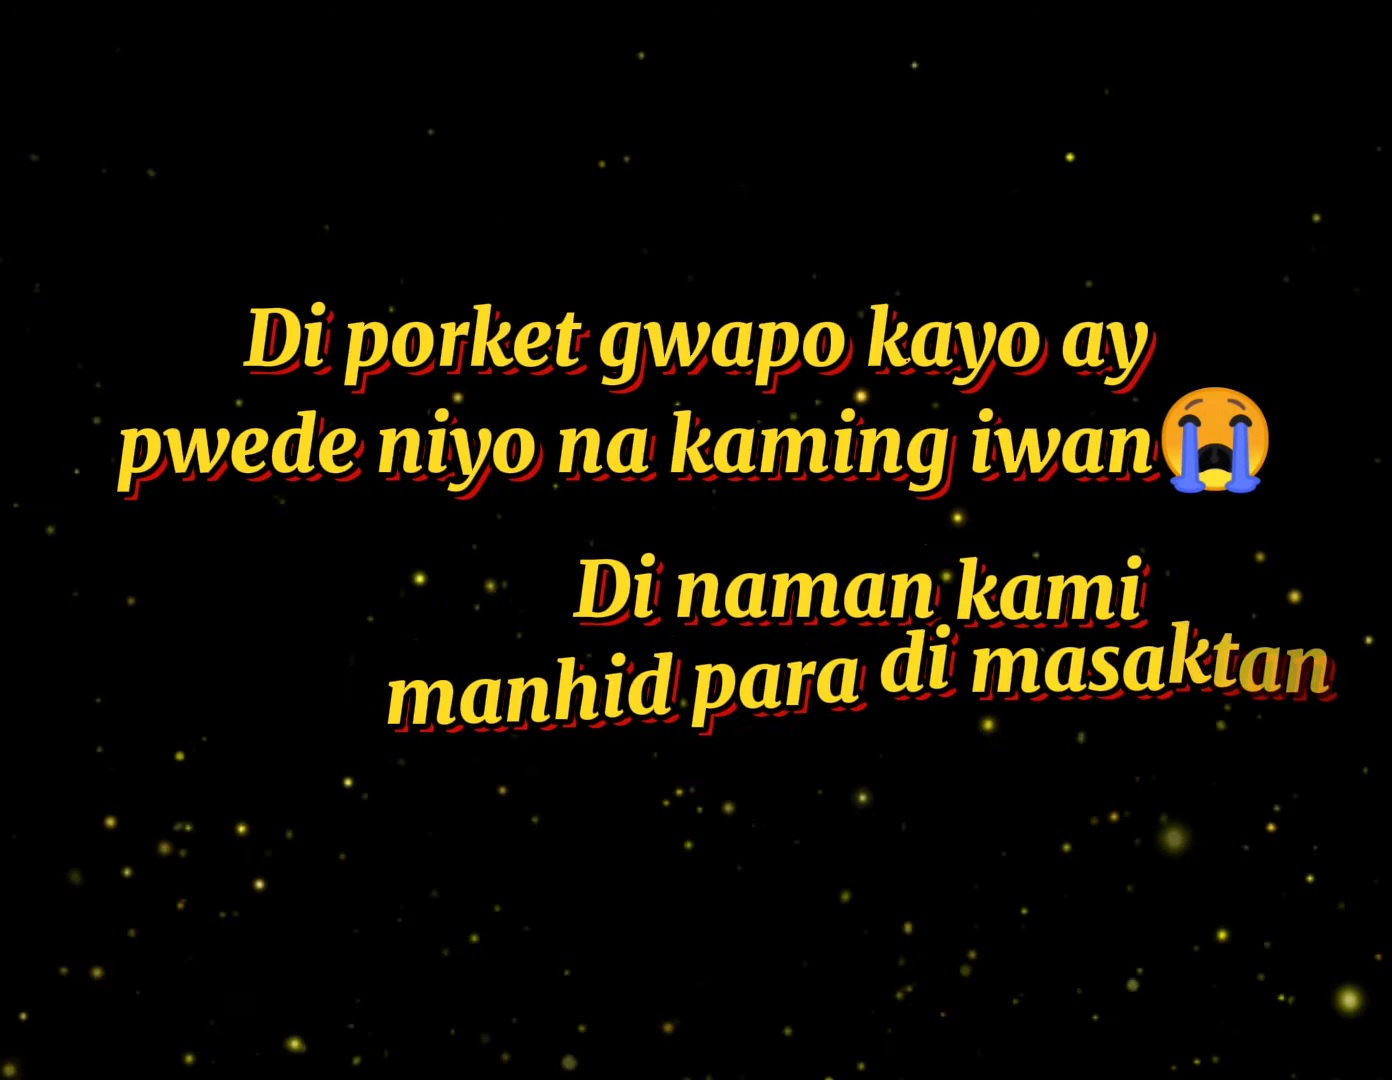 Di porket gwapo kayo ay
pwede niyo na kaming iwan😭
Di naman kami
manhid para di masaktan